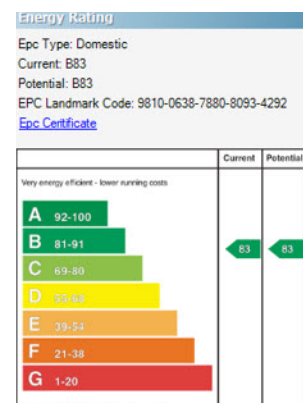 Energy Rating
Epc Type: Domestic
Current: B83
Potential: B83
EPC Landmark Code: 9810-0638-7880-8093-4292
Epc Ceritificate
Current Potential
Very energy efficient - lower running costs
A 92-100
B 81-91
83 83
C 69-80
D 55-68
E 39-54
F 21-38
G 1-20